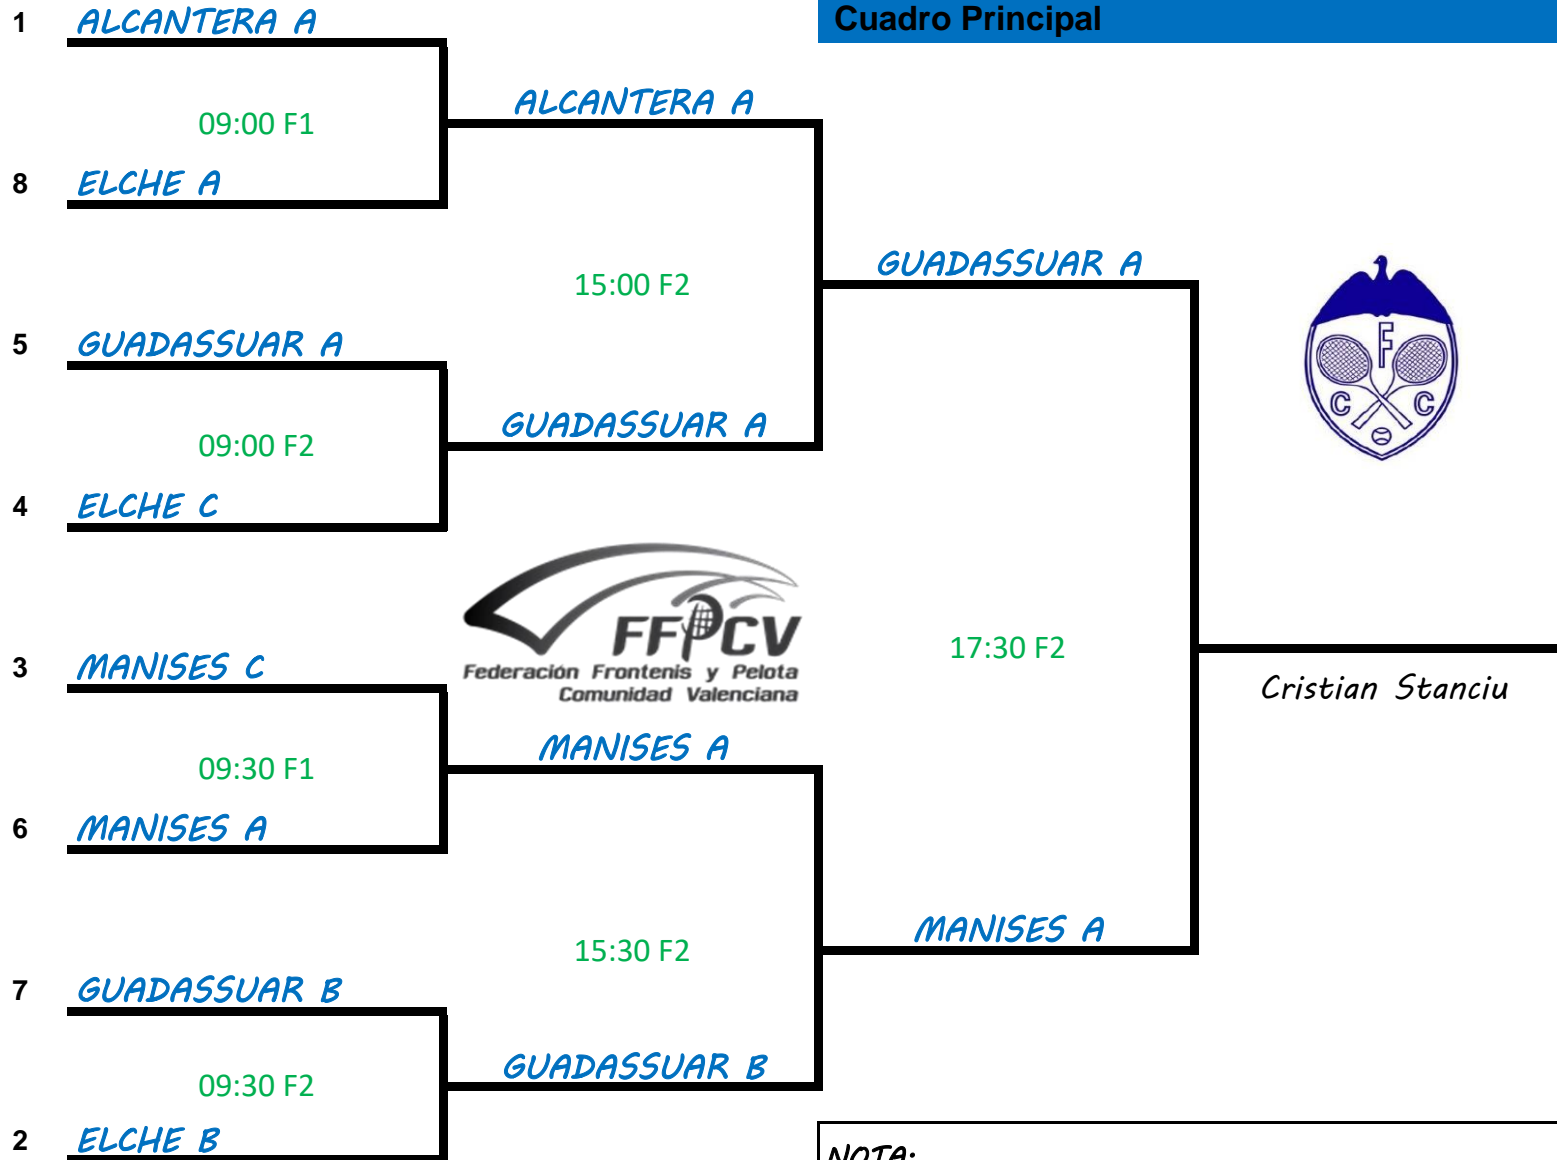 Cuadro Principal
1 ALCANTERA A
09:00 F1
8 ELCHE A
ALCANTERA A
15:00 F2
5 GUADASSUAR A
09:00 F2
4 ELCHE C
GUADASSUAR A
GUADASSUAR A
F
C C
FFPCV
Federación Frontenis y Pelota
Comunidad Valenciana
17:30 F2
Cristian Stanciu
3 MANISES C
09:30 F1
6 MANISES A
MANISES A
15:30 F2
MANISES A
7 GUADASSUAR B
09:30 F2
2 ELCHE B
GUADASSUAR B
NOTA: